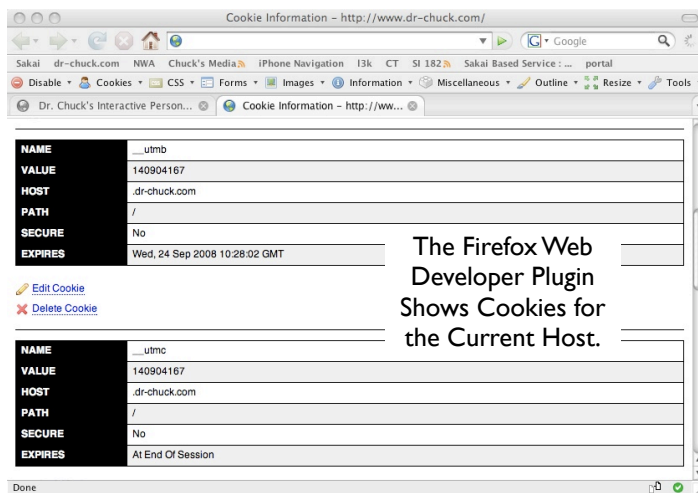 Cookie Information – http://www.dr-chuck.com/
Google
Sakai dr-chuck.com NWA Chuck's Media iPhone Navigation I3k CT SI 182 Sakai Based Service : ... portal
Disable Cookies CSS Forms Images Information Miscellaneous Outline Resize Tools
Dr. Chuck's Interactive Person... Cookie Information – http://ww...
NAME __utmb
VALUE 140904167
HOST .dr-chuck.com
PATH /
SECURE No
EXPIRES Wed, 24 Sep 2008 10:28:02 GMT
Edit Cookie
Delete Cookie
The Firefox Web
Developer Plugin
Shows Cookies for
the Current Host.
NAME __utmc
VALUE 140904167
HOST .dr-chuck.com
PATH /
SECURE No
EXPIRES At End Of Session
Done